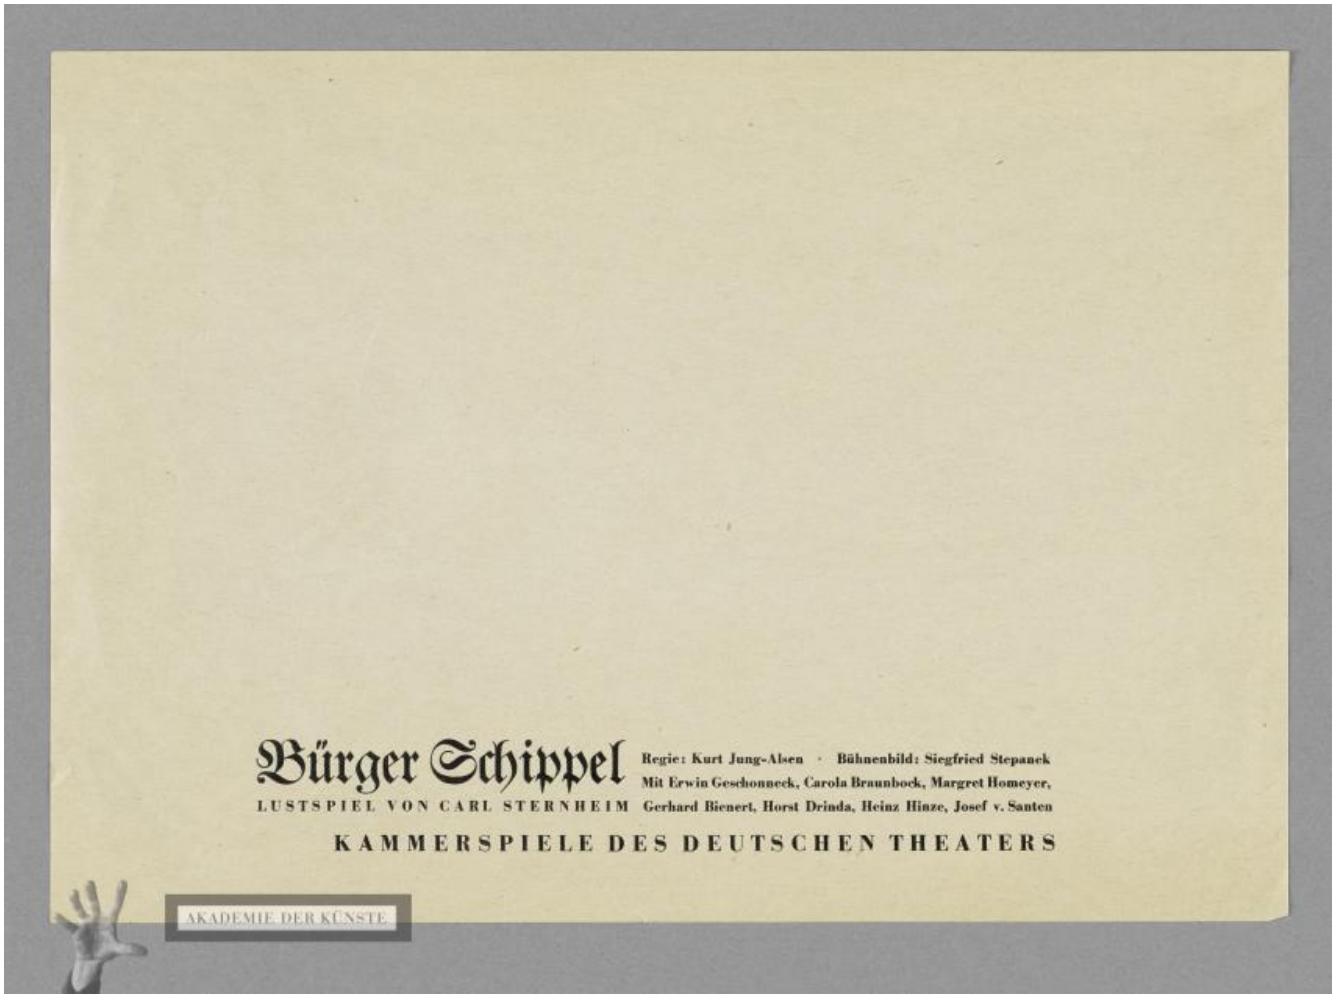 Bürger Schippel
LUSTSPIEL VON CARL STERNHEIM
Regie: Kurt Jung-Alsen · Bühnenbild: Siegfried Stepanek
Mit Erwin Geschonneck, Carola Braunbock, Margret Homeyer,
Gerhard Bienert, Horst Drinda, Heinz Hinze, Josef v. Santen
KAMMERSPIELE DES DEUTSCHEN THEATERS
AKADEMIE DER KÜNSTE